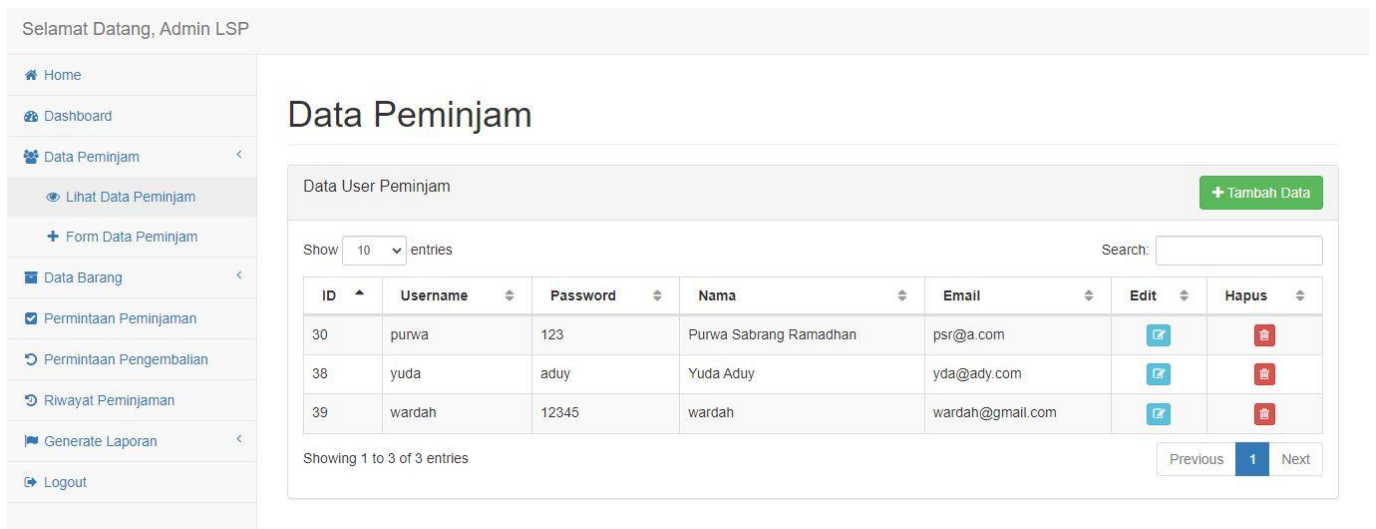 Selamat Datang, Admin LSP
Home
Dashboard
Data Peminjam
Lihat Data Peminjam
Form Data Peminjam
Data Barang
Permintaan Peminjaman
Permintaan Pengembalian
Riwayat Peminjaman
Generate Laporan
Logout
Data Peminjam
Data User Peminjam
Tambah Data
Show 10 entries Search:
ID Username Password Nama Email Edit Hapus
30 purwa 123 Purwa Sabrang Ramadhan psr@a.com
38 yuda aduy Yuda Aduy yda@ady.com
39 wardah 12345 wardah wardah@gmail.com
Showing 1 to 3 of 3 entries Previous 1 Next